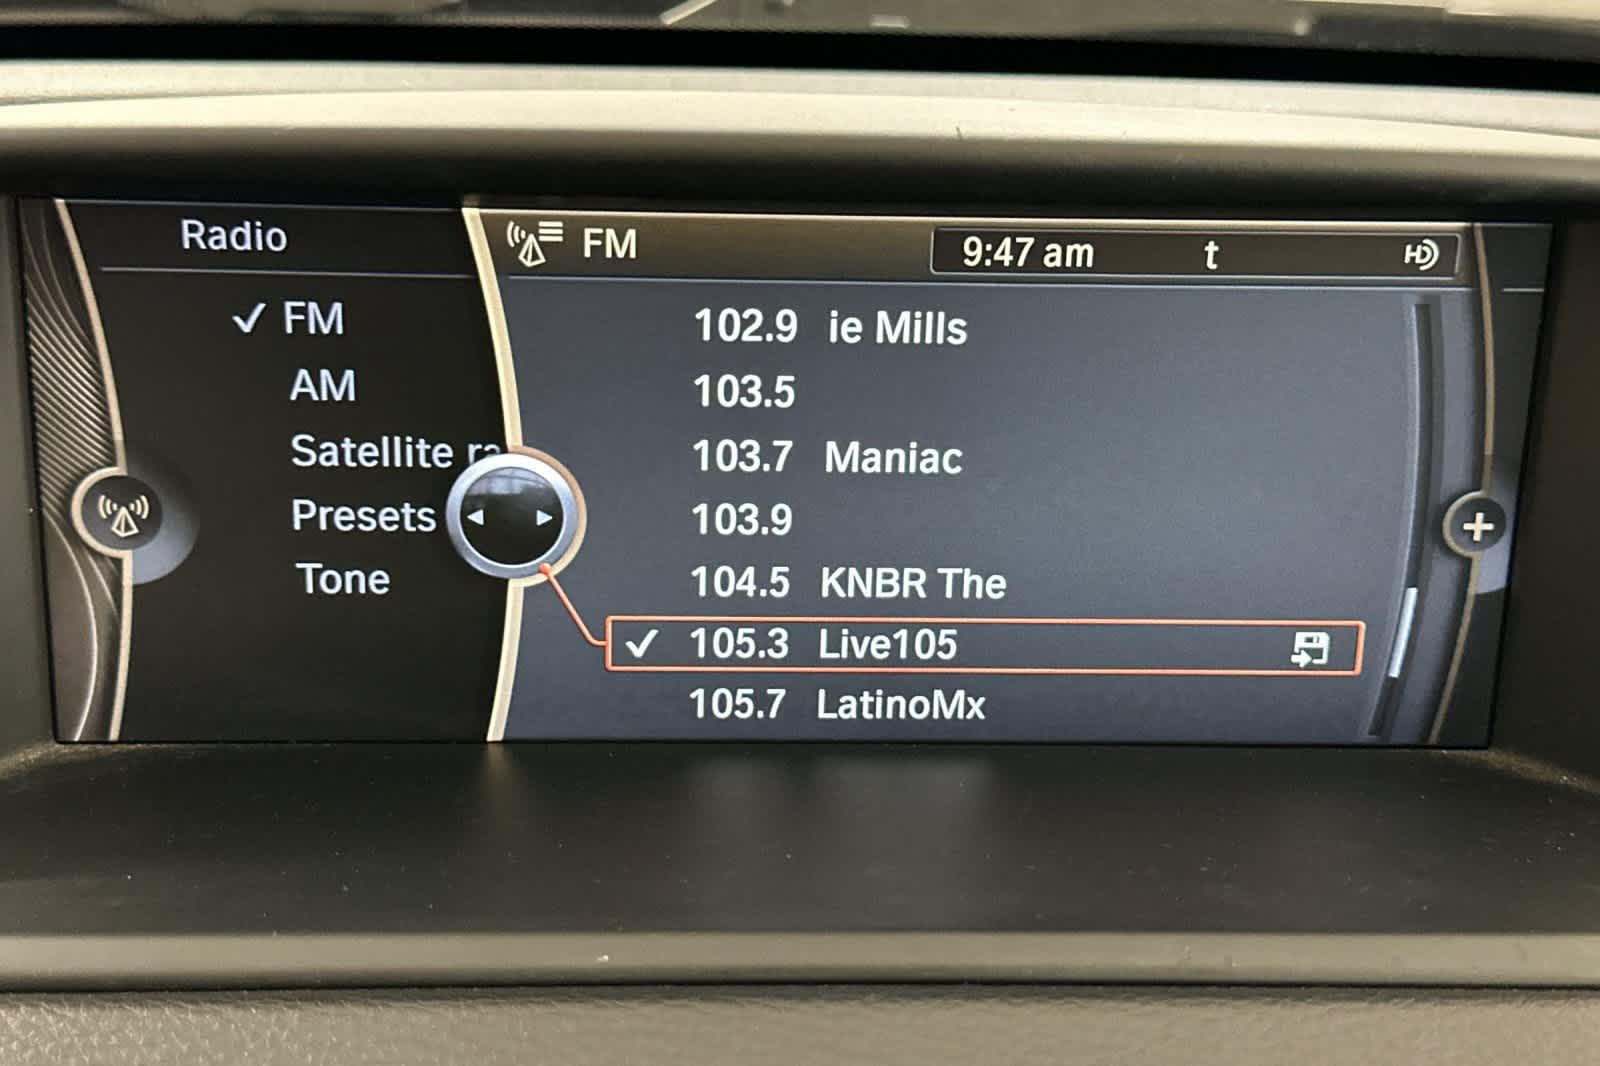 Radio
✓ FM
AM
Satellite ra
Presets
Tone
FM
9:47 am t HD
102.9 ie Mills
103.5
103.7 Maniac
103.9
104.5 KNBR The
✓ 105.3 Live105
105.7 LatinoMx